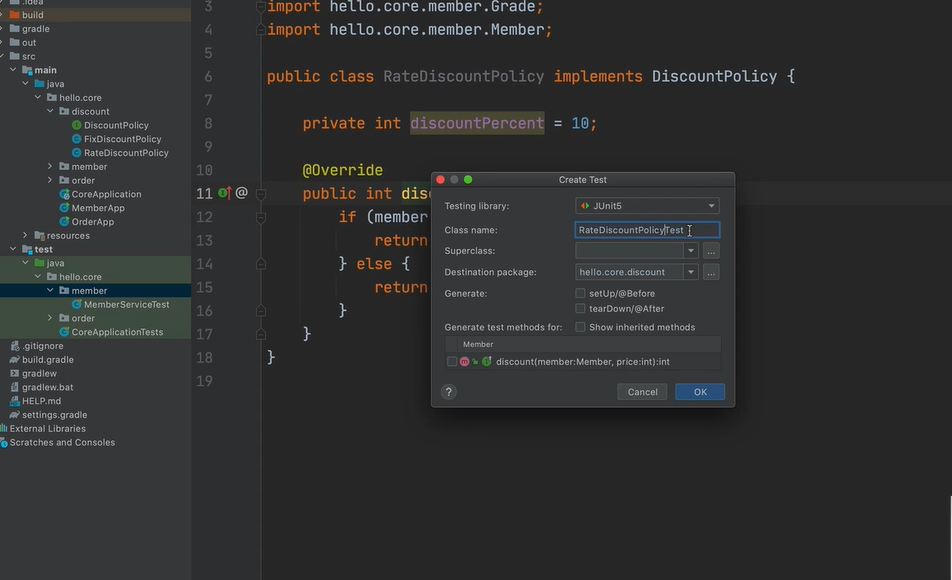 .idea
build
gradle
out
src
main
java
hello.core
discount
DiscountPolicy
FixDiscountPolicy
RateDiscountPolicy
member
order
CoreApplication
MemberApp
OrderApp
resources
test
java
hello.core
member
MemberServiceTest
order
CoreApplicationTests
.gitignore
build.gradle
gradlew
gradlew.bat
HELP.md
settings.gradle
External Libraries
Scratches and Consoles
3 import hello.core.member.Grade;
4 import hello.core.member.Member;
5
6 public class RateDiscountPolicy implements DiscountPolicy {
7
8 private int discountPercent = 10;
9
10 @Override
11 @ public int dis
12 if (member
13 return
14 } else {
15 return
16 }
17 }
18 }
19
Create Test
Testing library: JUnit5
Class name: RateDiscountPolicyTest
Superclass: ...
Destination package: hello.core.discount ...
Generate: setUp/@Before
tearDown/@After
Generate test methods for: Show inherited methods
Member
m I discount(member:Member, price:int):int
? Cancel OK